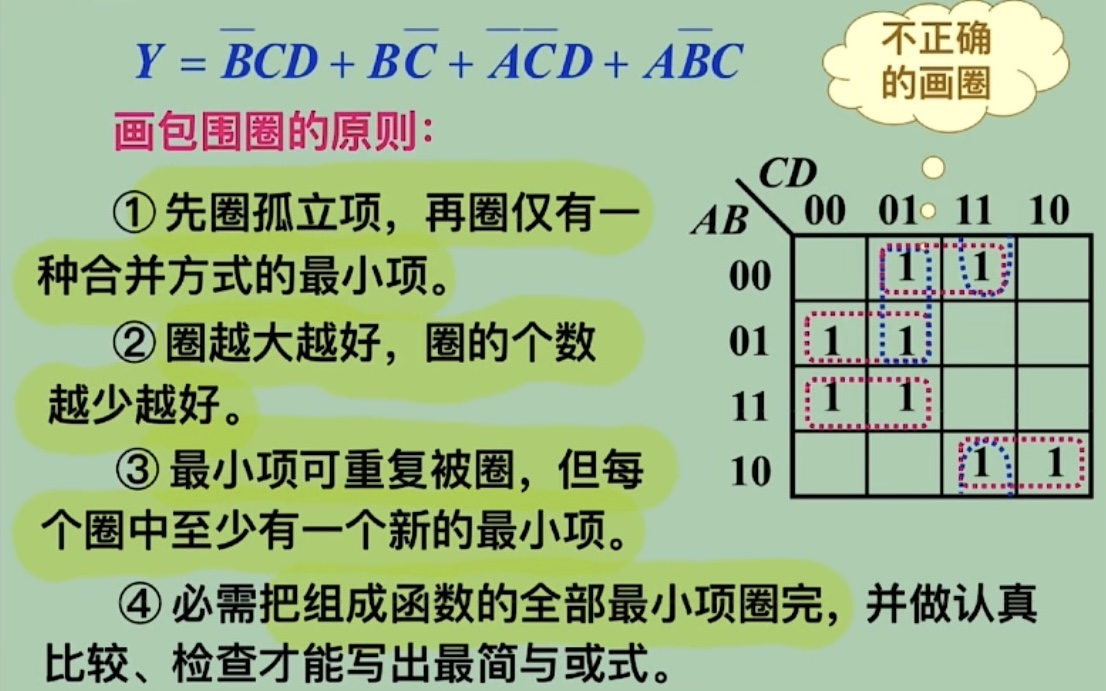 Y = B̅CD + BC̅ + A̅C̅D + AB̅C
不正确
的画圈
画包围圈的原则：
① 先圈孤立项，再圈仅有一
种合并方式的最小项。
② 圈越大越好，圈的个数
越少越好。
③ 最小项可重复被圈，但每
个圈中至少有一个新的最小项。
④ 必需把组成函数的全部最小项圈完，并做认真
比较、检查才能写出最简与或式。
CD
AB 00 01 11 10
00 1 1
01 1 1
11 1 1
10 1 1